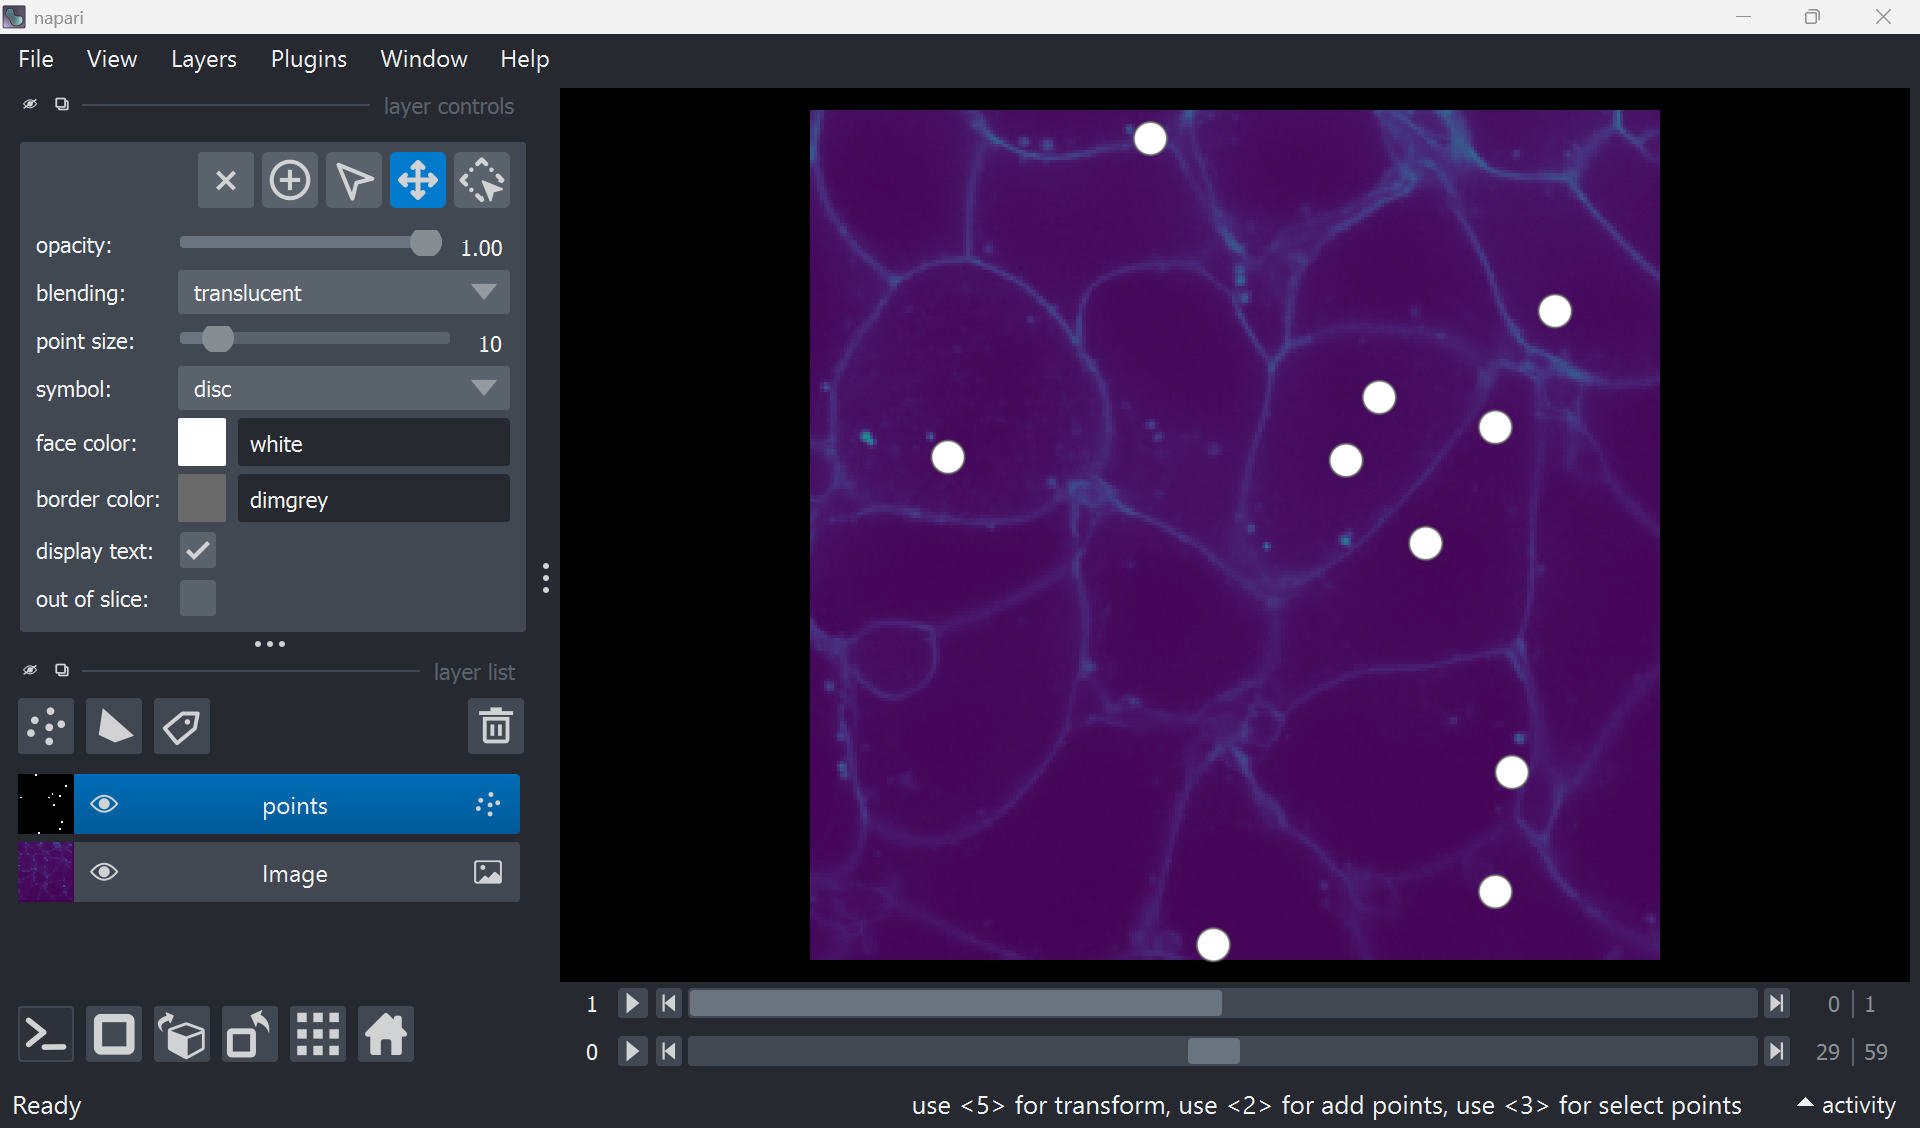 napari
File View Layers Plugins Window Help
layer controls
opacity: 1.00
blending: translucent
point size: 10
symbol: disc
face color: white
border color: dimgrey
display text:
out of slice:
layer list
points
Image
1 0 | 1
0 29 | 59
Ready use <5> for transform, use <2> for add points, use <3> for select points activity